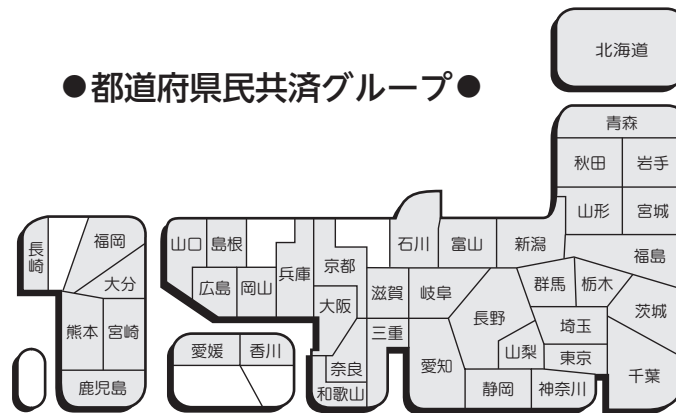 北海道
●都道府県民共済グループ●
青森
秋田 岩手
山形 宮城
長崎 福岡 山口 島根 石川 富山 新潟 福島
大分 広島 岡山 兵庫 京都 滋賀 岐阜 群馬 栃木
大阪 長野 茨城
熊本 宮崎 三重 埼玉
愛媛 香川 奈良 愛知 山梨 東京 千葉
鹿児島 和歌山 静岡 神奈川